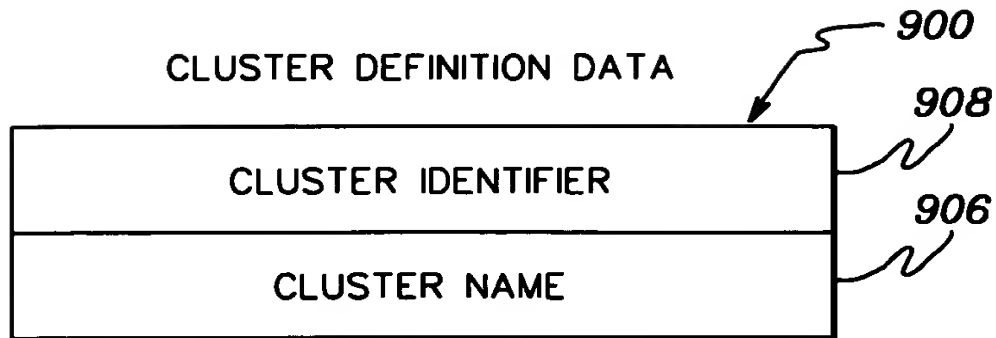 900
CLUSTER DEFINITION DATA
908
CLUSTER IDENTIFIER
906
CLUSTER NAME